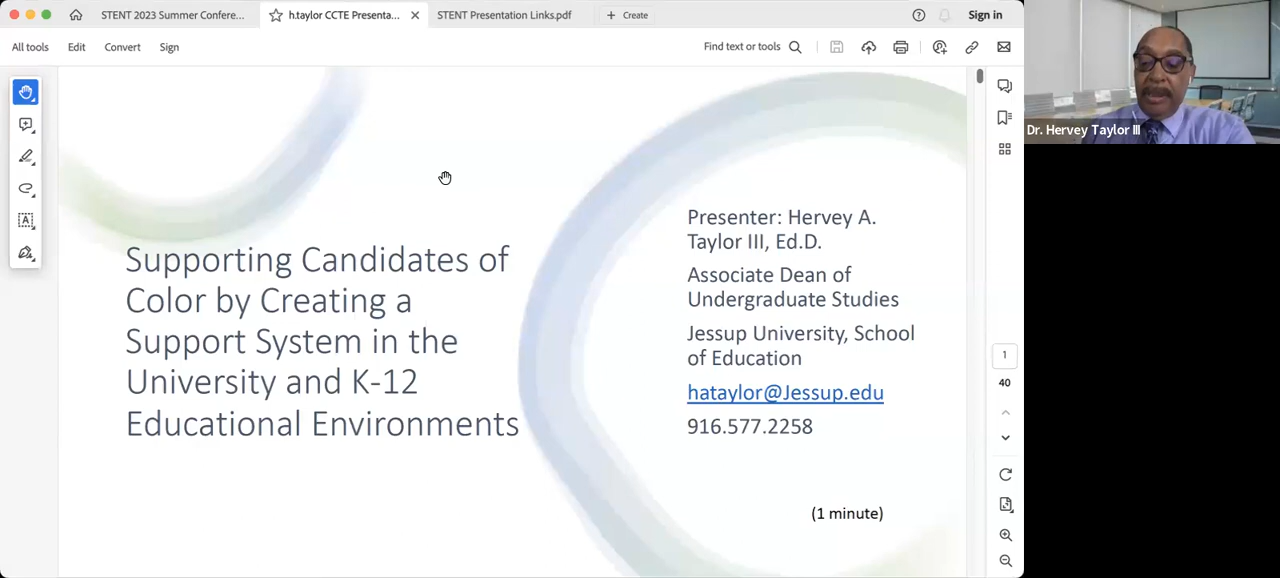 STENT 2023 Summer Confere...
h.taylor CCTE Presenta...
STENT Presentation Links.pdf
+ Create
Sign in
All tools
Edit
Convert
Sign
Find text or tools
Dr. Hervey Taylor III
Supporting Candidates of
Color by Creating a
Support System in the
University and K-12
Educational Environments
Presenter: Hervey A.
Taylor III, Ed.D.
Associate Dean of
Undergraduate Studies
Jessup University, School
of Education
hataylor@Jessup.edu
916.577.2258
(1 minute)
1
40